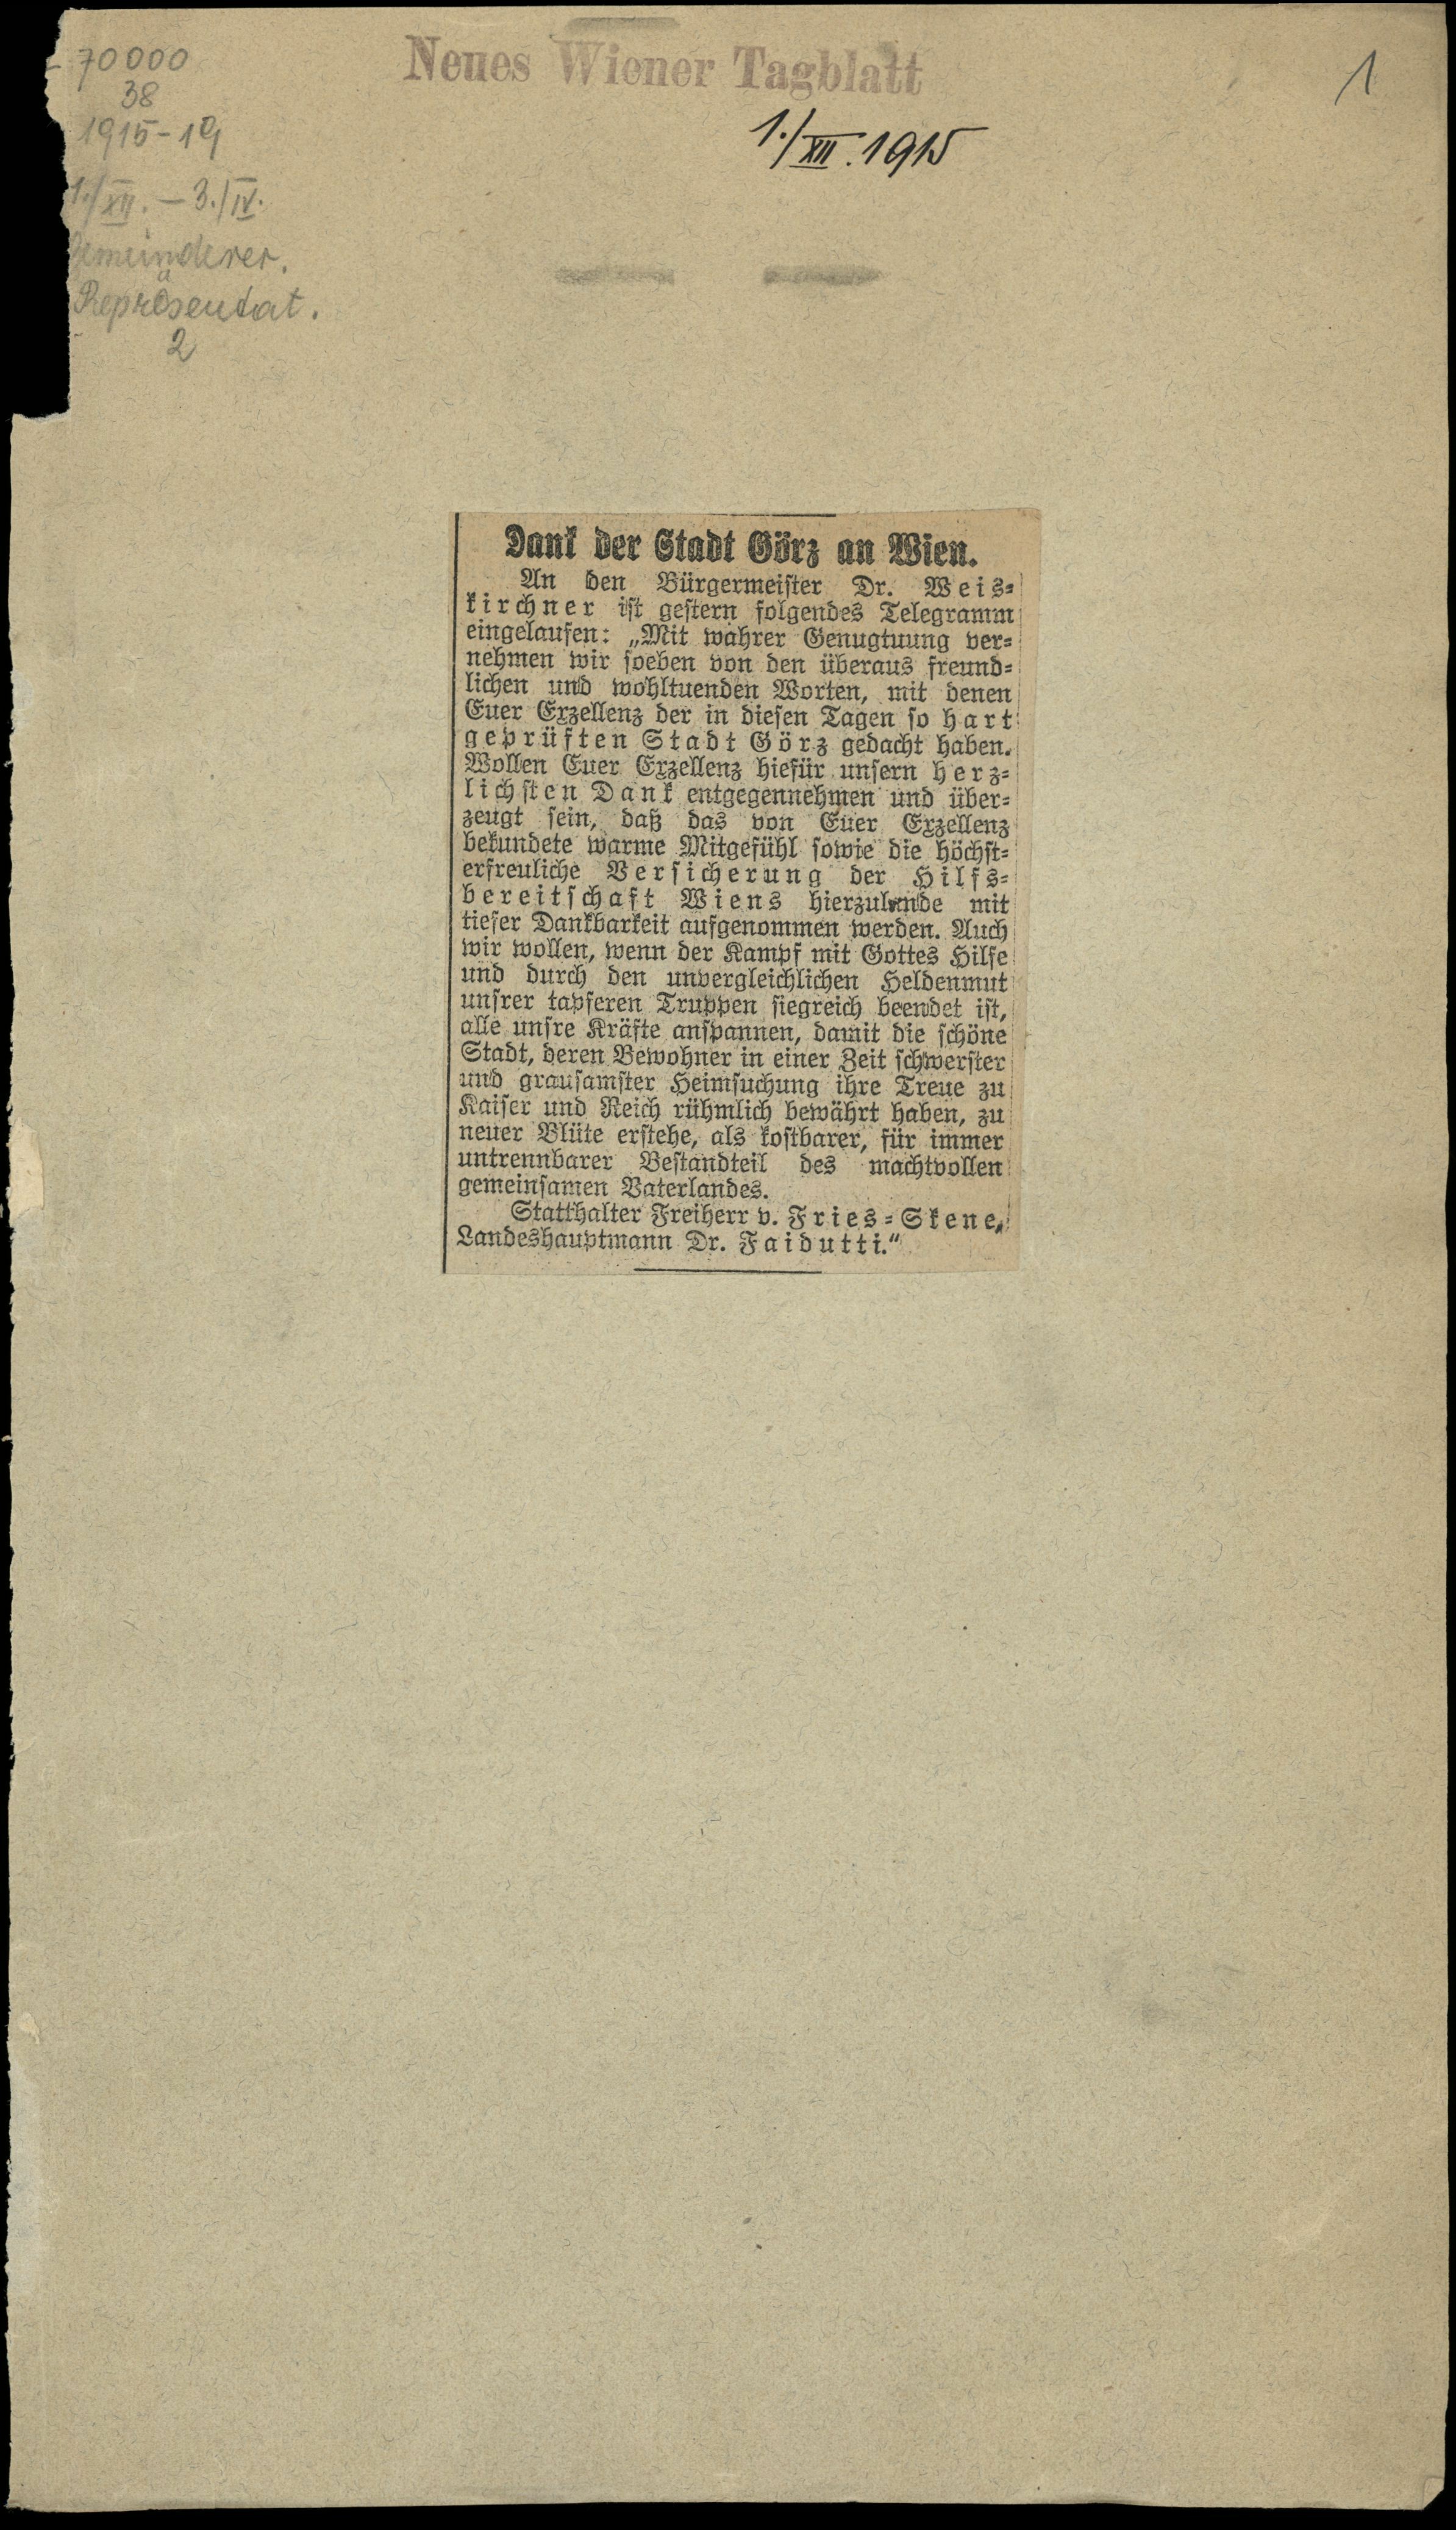 70000
38
1915-19
1./XII. - 3./IV.
Gemeinderer.
Repräsentat.
2
Neues Wiener Tagblatt
1./XII. 1915
1
Dank der Stadt Görz an Wien.
An den Bürgermeister Dr. Weis-
kirchner ist gestern folgendes Telegramm
eingelaufen: „Mit wahrer Genugtuung ver-
nehmen wir soeben von den überaus freund-
lichen und wohltuenden Worten, mit denen
Euer Exzellenz der in diesen Tagen so hart
geprüften Stadt Görz gedacht haben.
Wollen Euer Exzellenz hiefür unsern herz-
lichsten Dank entgegennehmen und über-
zeugt sein, daß das von Euer Exzellenz
bekundete warme Mitgefühl sowie die höchst-
erfreuliche Versicherung der Hilfs-
bereitschaft Wiens hierzulande mit
tiefer Dankbarkeit aufgenommen werden. Auch
wir wollen, wenn der Kampf mit Gottes Hilfe
und durch den unvergleichlichen Heldenmut
unsrer tapferen Truppen siegreich beendet ist,
alle unsre Kräfte anspannen, damit die schöne
Stadt, deren Bewohner in einer Zeit schwerster
und grausamster Heimsuchung ihre Treue zu
Kaiser und Reich rühmlich bewährt haben, zu
neuer Blüte erstehe, als kostbarer, für immer
untrennbarer Bestandteil des machtvollen
gemeinsamen Vaterlandes.
Statthalter Freiherr v. Fries-Skene,
Landeshauptmann Dr. Faidutti.“